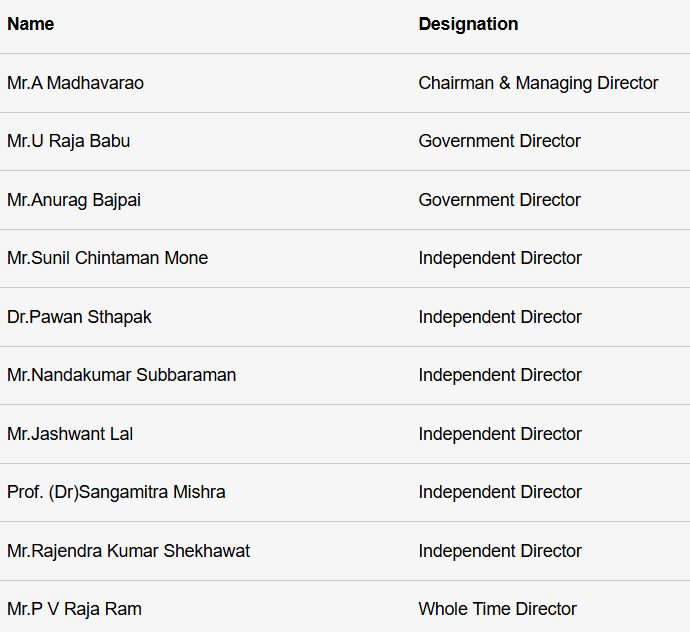 Name Designation
Mr.A Madhavarao Chairman & Managing Director
Mr.U Raja Babu Government Director
Mr.Anurag Bajpai Government Director
Mr.Sunil Chintaman Mone Independent Director
Dr.Pawan Sthapak Independent Director
Mr.Nandakumar Subbaraman Independent Director
Mr.Jashwant Lal Independent Director
Prof. (Dr)Sangamitra Mishra Independent Director
Mr.Rajendra Kumar Shekhawat Independent Director
Mr.P V Raja Ram Whole Time Director